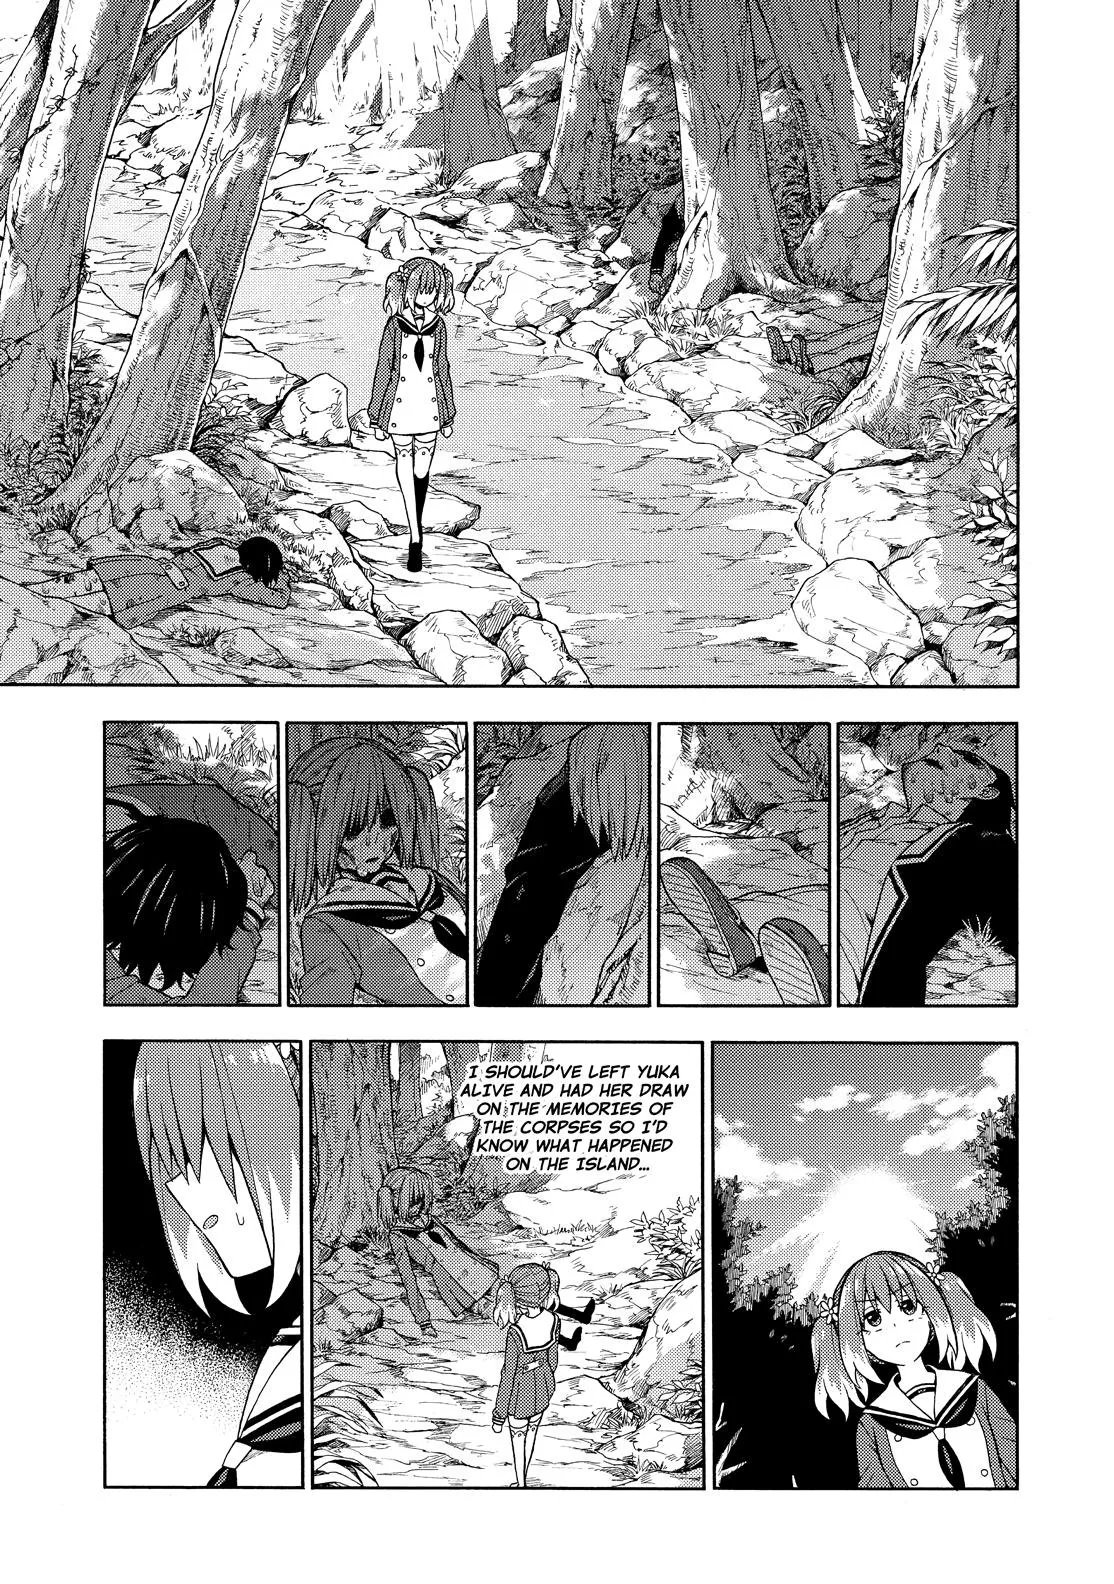 I SHOULD'VE LEFT YUKA
ALIVE AND HAD HER DRAW
ON THE MEMORIES OF
THE CORPSES SO I'D
KNOW WHAT HAPPENED
ON THE ISLAND...